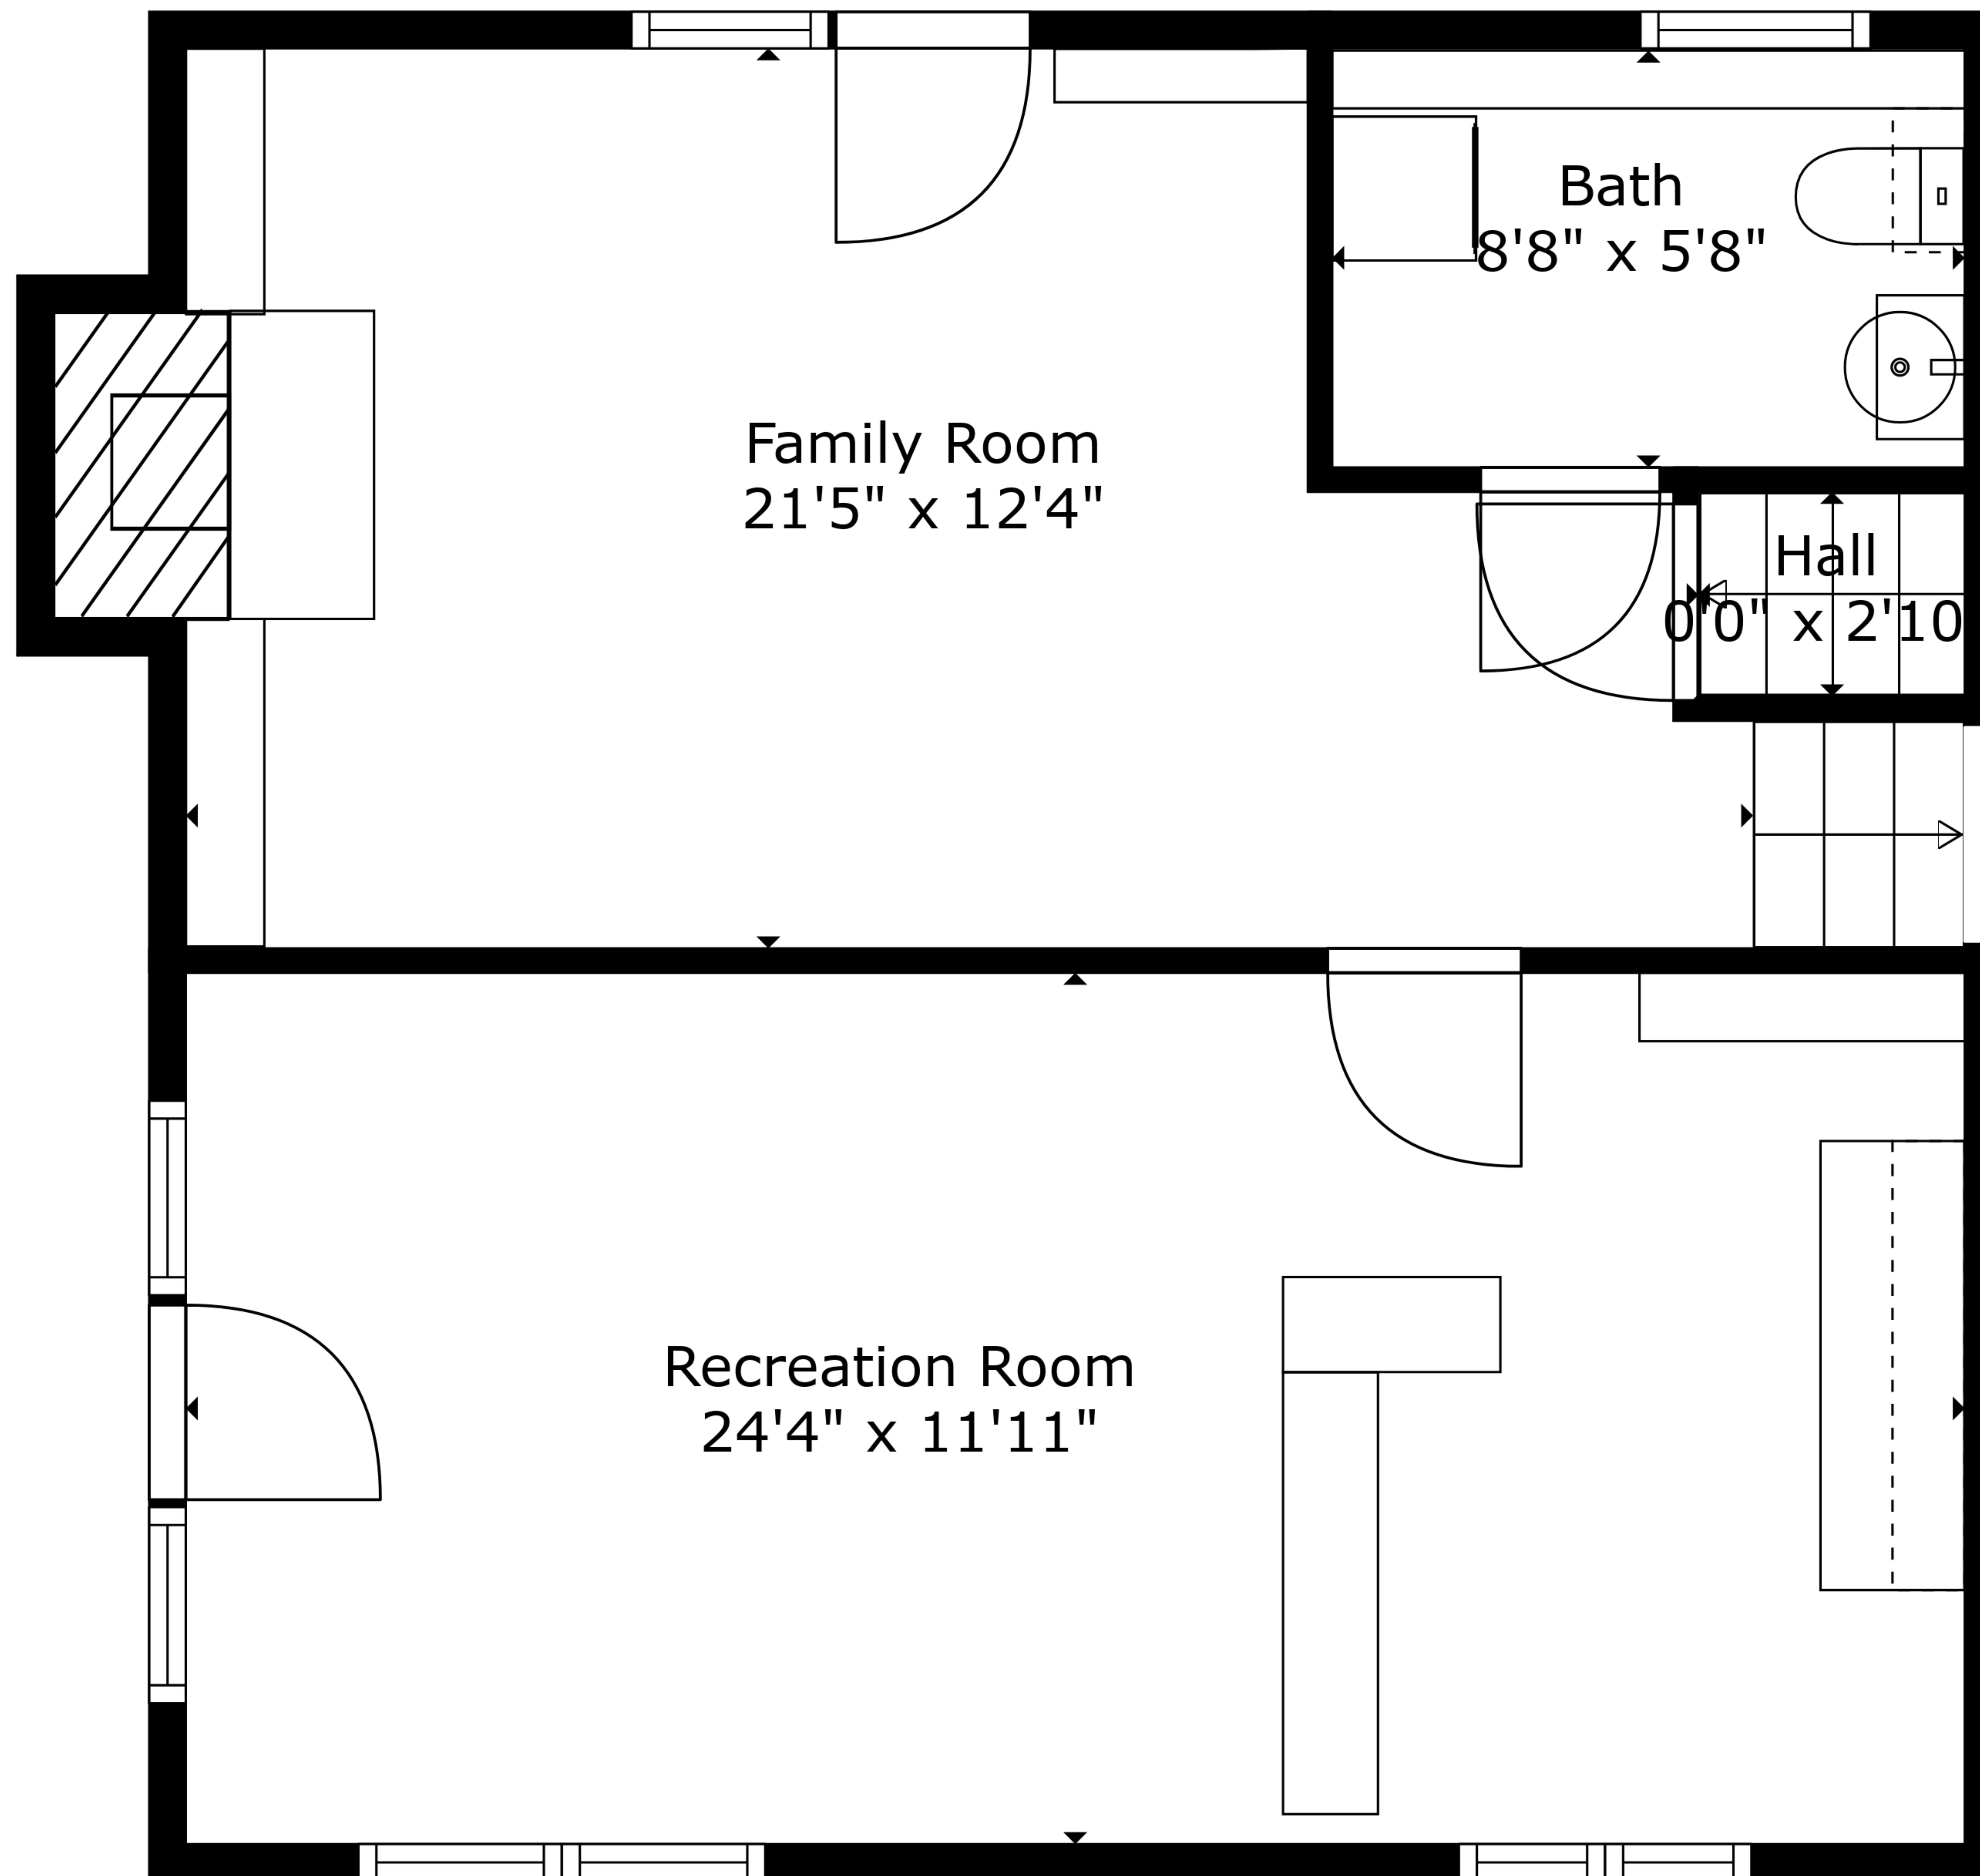 Bath
8'8" x 5'8"
Family Room
21'5" x 12'4"
Hall
0'0" x 2'10
Recreation Room
24'4" x 11'11"